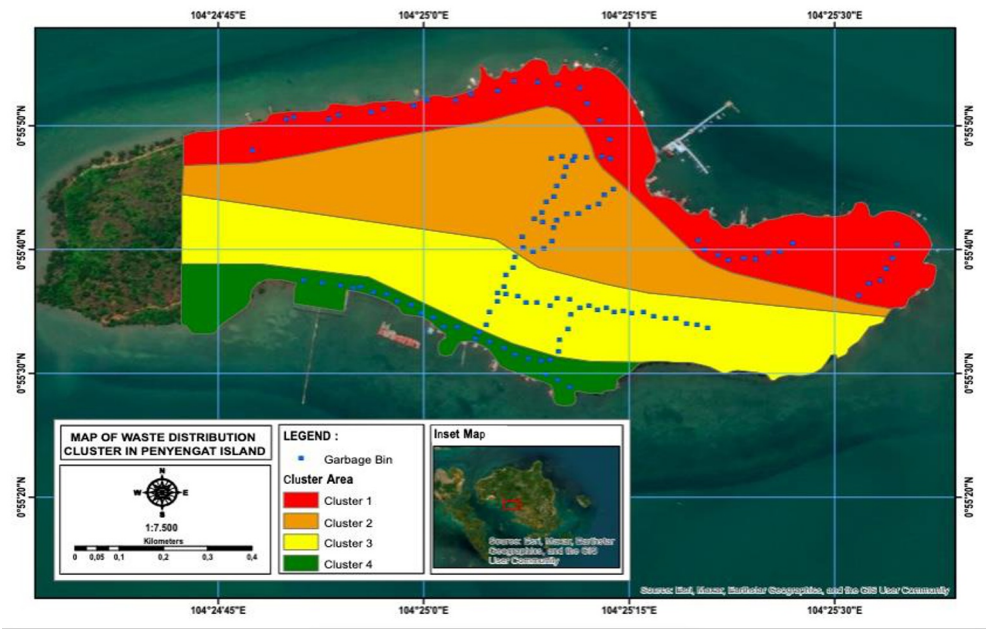 104°24'45"E 104°25'0"E 104°25'15"E 104°25'30"E
0°55'50"N 0°55'50"N
0°55'40"N 0°55'40"N
0°55'30"N 0°55'30"N
0°55'20"N 0°55'20"N
MAP OF WASTE DISTRIBUTION
CLUSTER IN PENYENGAT ISLAND
N
W E
S
1:7.500
Kilometers
0 0,05 0,1 0,2 0,3 0,4
LEGEND :
Garbage Bin
Cluster Area
Cluster 1
Cluster 2
Cluster 3
Cluster 4
Inset Map
Source: Esri, Maxar, Earthstar
Geographics, and the GIS
User Community
Source: Esri, Maxar, Earthstar Geographics, and the GIS User Community
104°24'45"E 104°25'0"E 104°25'15"E 104°25'30"E